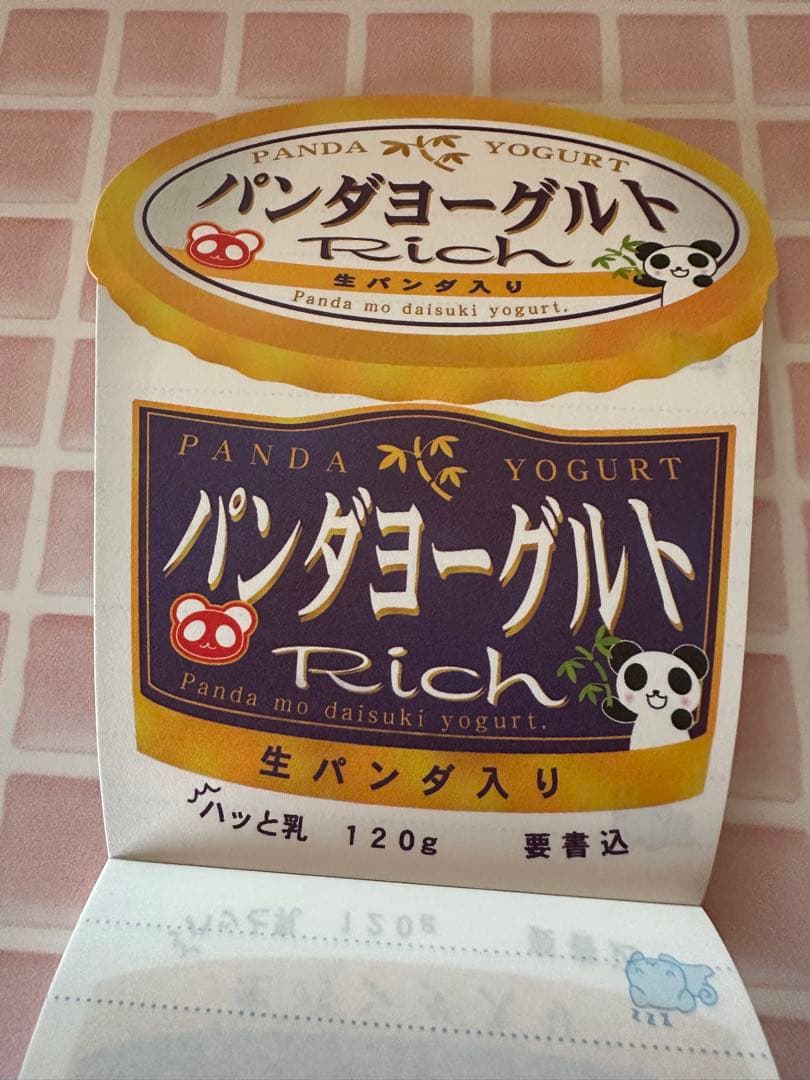 PANDA YOGURT
パンダヨーグルト
Rich
生パンダ入り
Panda mo daisuki yogurt.
PANDA YOGURT
パンダヨーグルト
Rich
Panda mo daisuki yogurt.
生パンダ入り
ハッと乳 120g 要書込
zzz